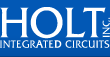 HOLT INC.
INTEGRATED CIRCUITS